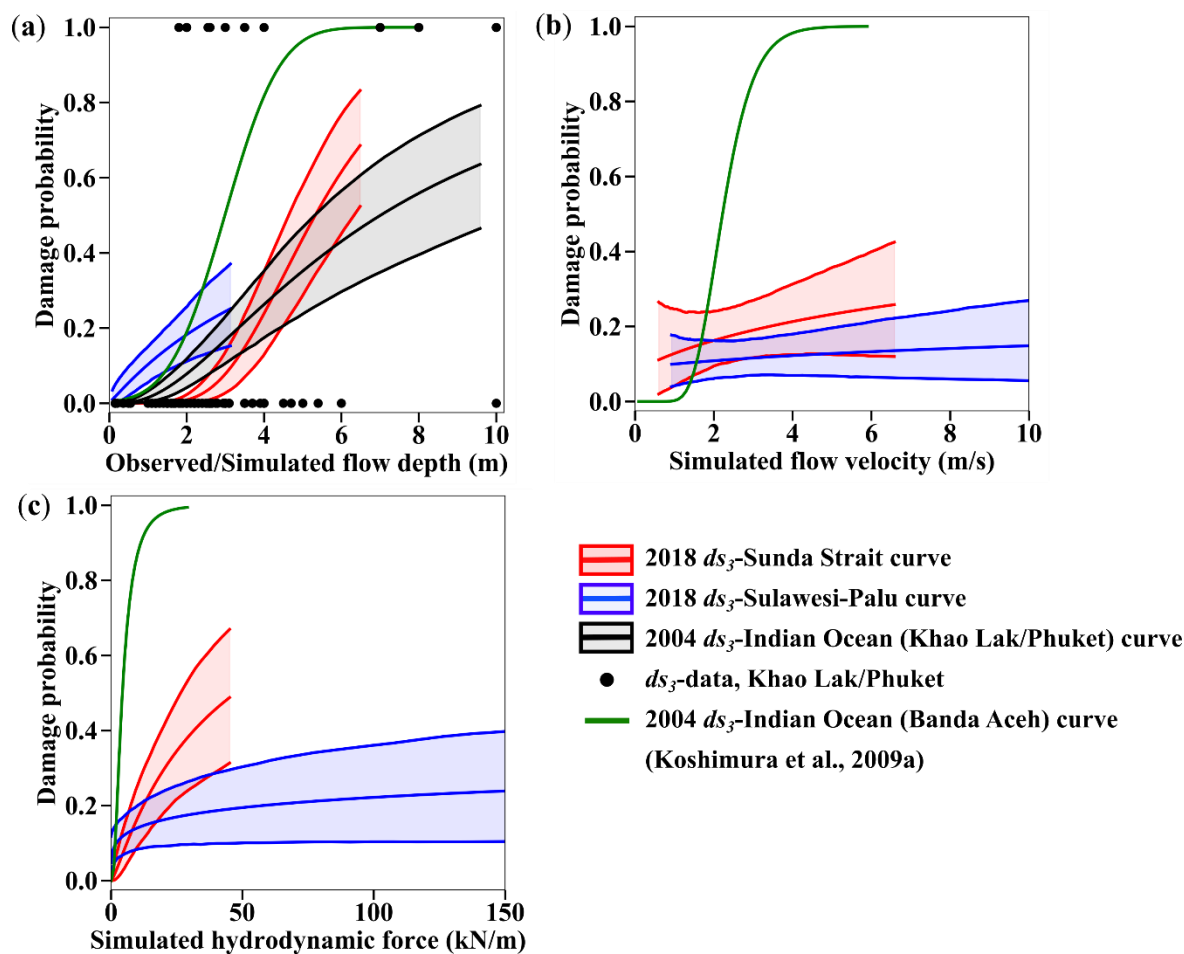 (a)
1.0
0.8
0.6
0.4
0.2
0.0
Damage probability
0
2
4
6
8
10
Observed/Simulated flow depth (m)
(b)
1.0
0.8
0.6
0.4
0.2
0.0
Damage probability
0
2
4
6
8
10
Simulated flow velocity (m/s)
(c)
1.0
0.8
0.6
0.4
0.2
0.0
Damage probability
0
50
100
150
Simulated hydrodynamic force (kN/m)
2018 ds3-Sunda Strait curve
2018 ds3-Sulawesi-Palu curve
2004 ds3-Indian Ocean (Khao Lak/Phuket) curve
ds3-data, Khao Lak/Phuket
2004 ds3-Indian Ocean (Banda Aceh) curve
(Koshimura et al., 2009a)